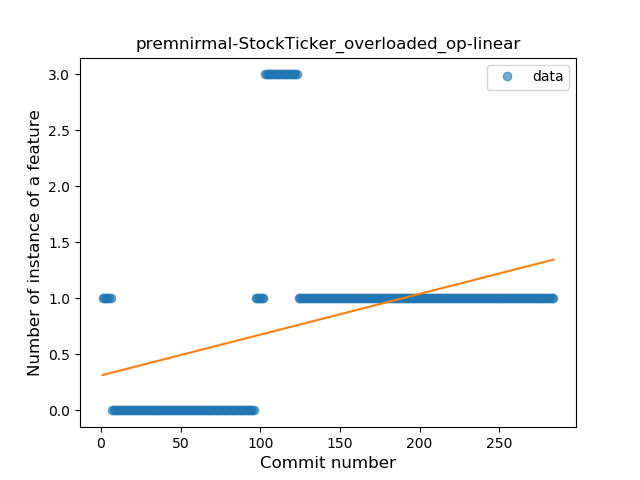 premnirmal-StockTicker_overloaded_op-linear
data
Number of instance of a feature
3.0
2.5
2.0
1.5
1.0
0.5
0.0
0 50 100 150 200 250
Commit number